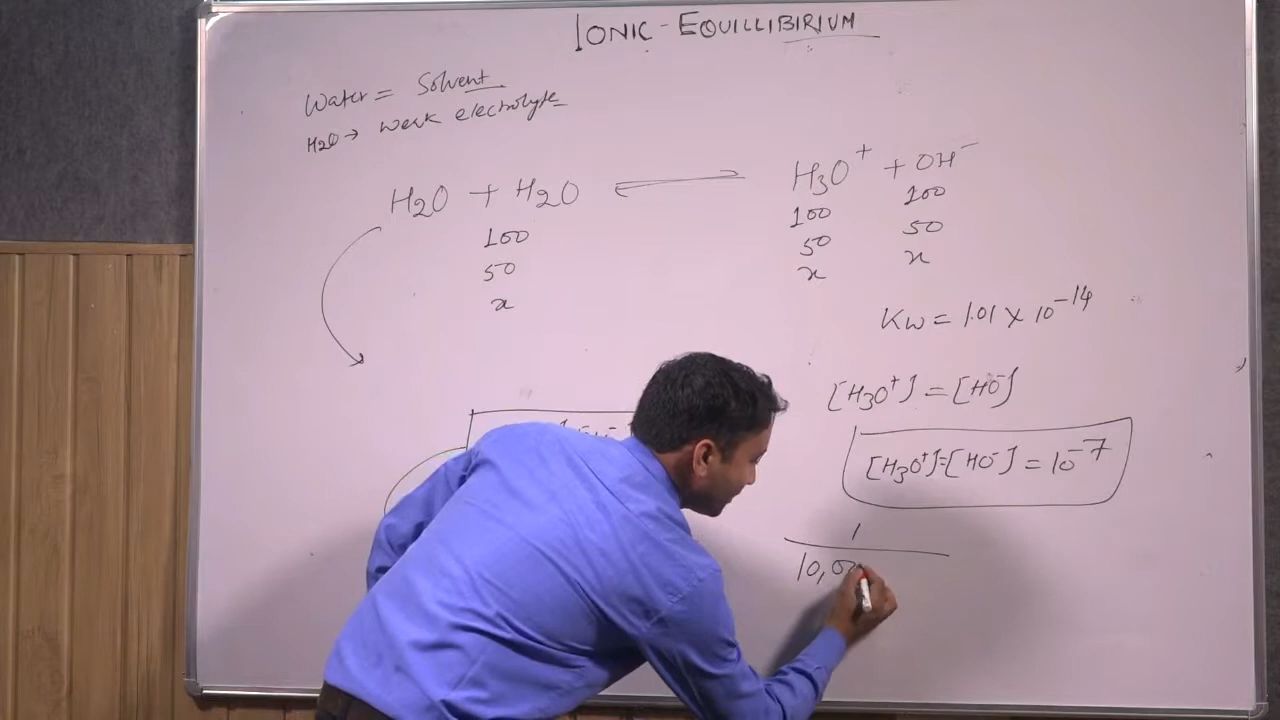 IONIC - EQUILLIBIRIUM
Water = Solvent
H2O → weak electrolyte
H2O + H2O ⇌ H3O+ + OH-
100 100 100
50 50 50
x x x
Kw = 1.01 × 10-14
[H3O+] = [HO-]
[H3O+]=[HO-] = 10-7
1
10,0